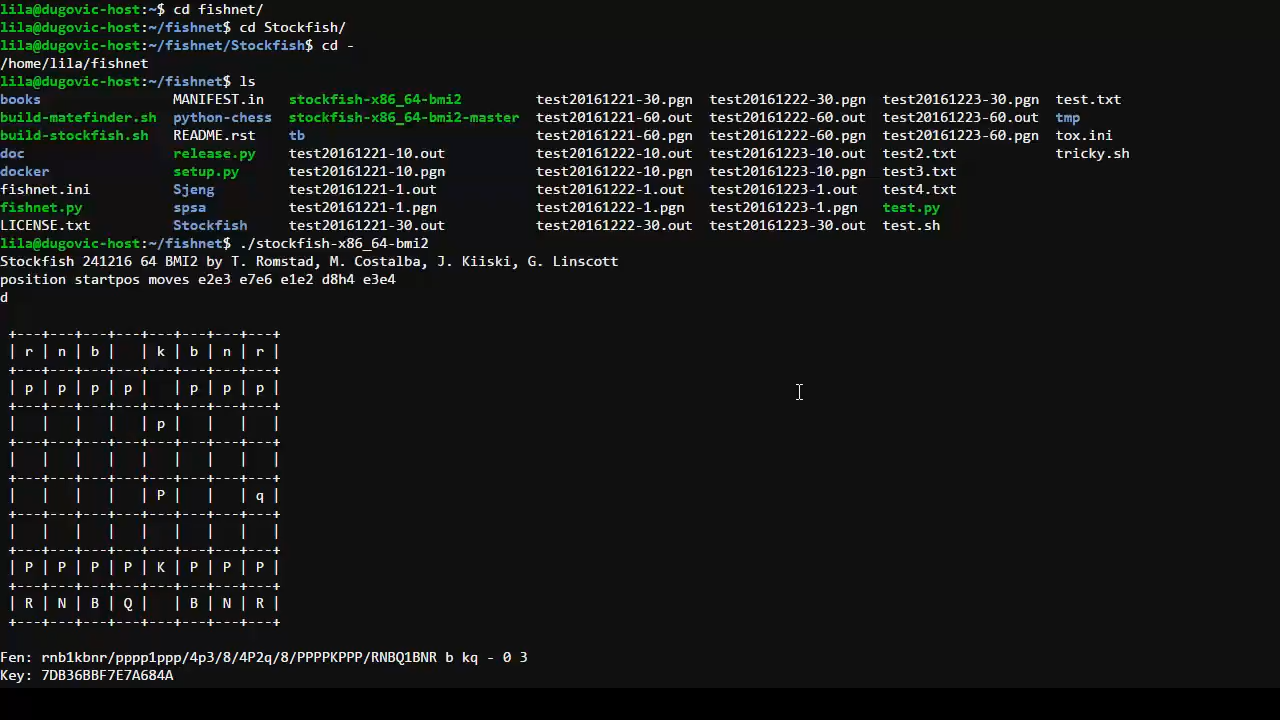 lila@dugovic-host:~$ cd fishnet/
lila@dugovic-host:~/fishnet$ cd Stockfish/
lila@dugovic-host:~/fishnet/Stockfish$ cd -
/home/lila/fishnet
lila@dugovic-host:~/fishnet$ ls
books MANIFEST.in stockfish-x86_64-bmi2 test20161221-30.pgn test20161222-30.pgn test20161223-30.pgn test.txt
build-matefinder.sh python-chess stockfish-x86_64-bmi2-master test20161221-60.out test20161222-60.out test20161223-60.out tmp
build-stockfish.sh README.rst tb test20161221-60.pgn test20161222-60.pgn test20161223-60.pgn tox.ini
doc release.py test20161221-10.out test20161222-10.out test20161223-10.out test2.txt tricky.sh
docker setup.py test20161221-10.pgn test20161222-10.pgn test20161223-10.pgn test3.txt
fishnet.ini Sjeng test20161221-1.out test20161222-1.out test20161223-1.out test4.txt
fishnet.py spsa test20161221-1.pgn test20161222-1.pgn test20161223-1.pgn test.py
LICENSE.txt Stockfish test20161221-30.out test20161222-30.out test20161223-30.out test.sh
lila@dugovic-host:~/fishnet$ ./stockfish-x86_64-bmi2
Stockfish 241216 64 BMI2 by T. Romstad, M. Costalba, J. Kiiski, G. Linscott
position startpos moves e2e3 e7e6 e1e2 d8h4 e3e4
d
+---+---+---+---+---+---+---+---+
| r | n | b |   | k | b | n | r |
+---+---+---+---+---+---+---+---+
| p | p | p | p |   | p | p | p |
+---+---+---+---+---+---+---+---+
|   |   |   |   | p |   |   |   |
+---+---+---+---+---+---+---+---+
|   |   |   |   |   |   |   |   |
+---+---+---+---+---+---+---+---+
|   |   |   |   | P |   |   | q |
+---+---+---+---+---+---+---+---+
|   |   |   |   |   |   |   |   |
+---+---+---+---+---+---+---+---+
| P | P | P | P | K | P | P | P |
+---+---+---+---+---+---+---+---+
| R | N | B | Q |   | B | N | R |
+---+---+---+---+---+---+---+---+
Fen: rnb1kbnr/pppp1ppp/4p3/8/4P2q/8/PPPPKPPP/RNBQ1BNR b kq - 0 3
Key: 7DB36BBF7E7A684A